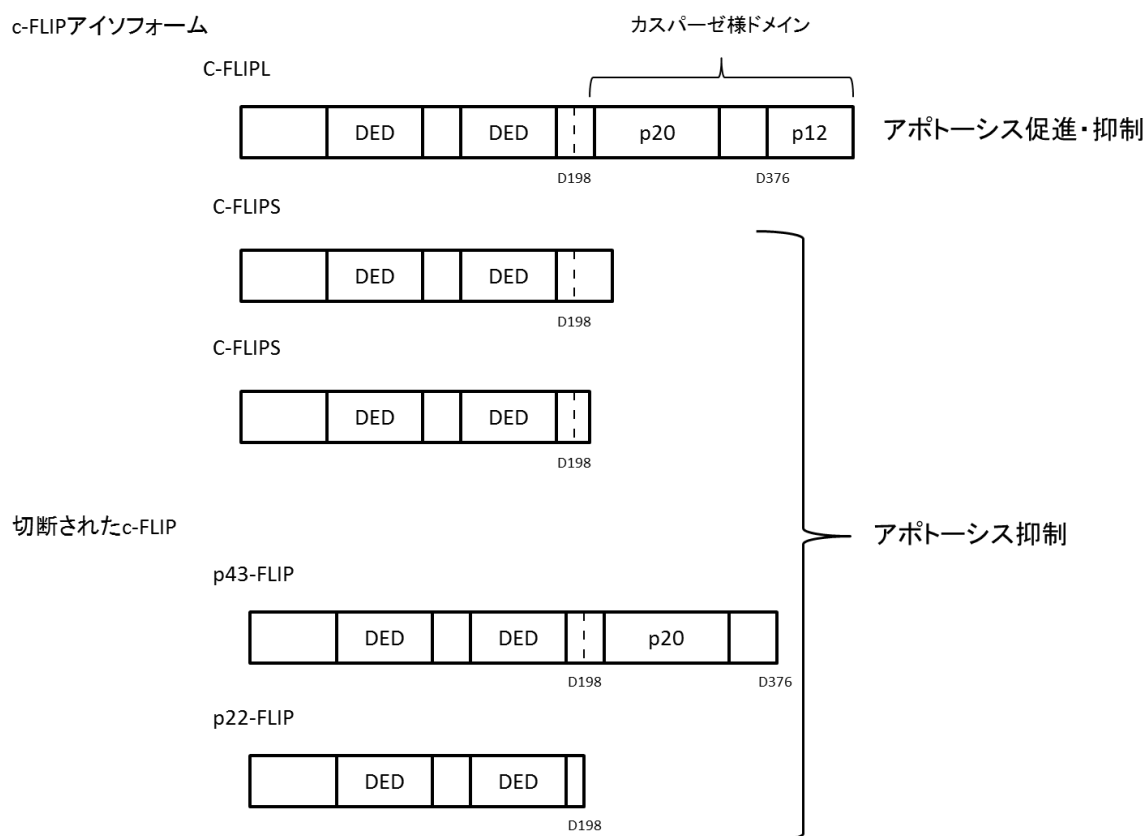 c-FLIPアイソフォーム
カスパーゼ様ドメイン
C-FLIPL
DED DED p20 p12
アポトーシス促進・抑制
D198 D376
C-FLIPS
DED DED
D198
C-FLIPS
DED DED
D198
切断されたc-FLIP
アポトーシス抑制
p43-FLIP
DED DED p20
D198 D376
p22-FLIP
DED DED
D198